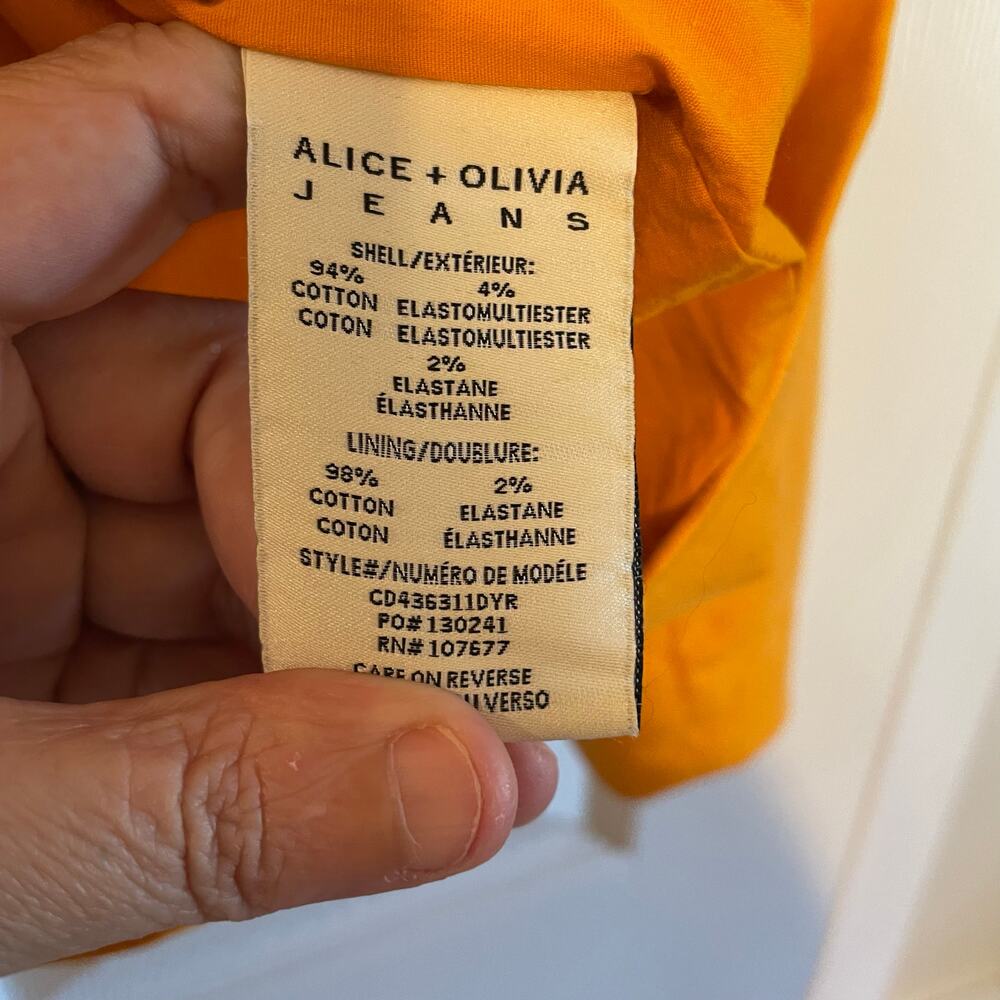 ALICE + OLIVIA
JEANS
SHELL/EXTÉRIEUR:
94% 4%
COTTON ELASTOMULTIESTER
COTON ELASTOMULTIESTER
2%
ELASTANE
ÉLASTHANNE
LINING/DOUBLURE:
98% 2%
COTTON ELASTANE
COTON ÉLASTHANNE
STYLE#/NUMÉRO DE MODÉLE
CD436311DYR
PO#130241
RN#107677
CARE ON REVERSE
VERSO